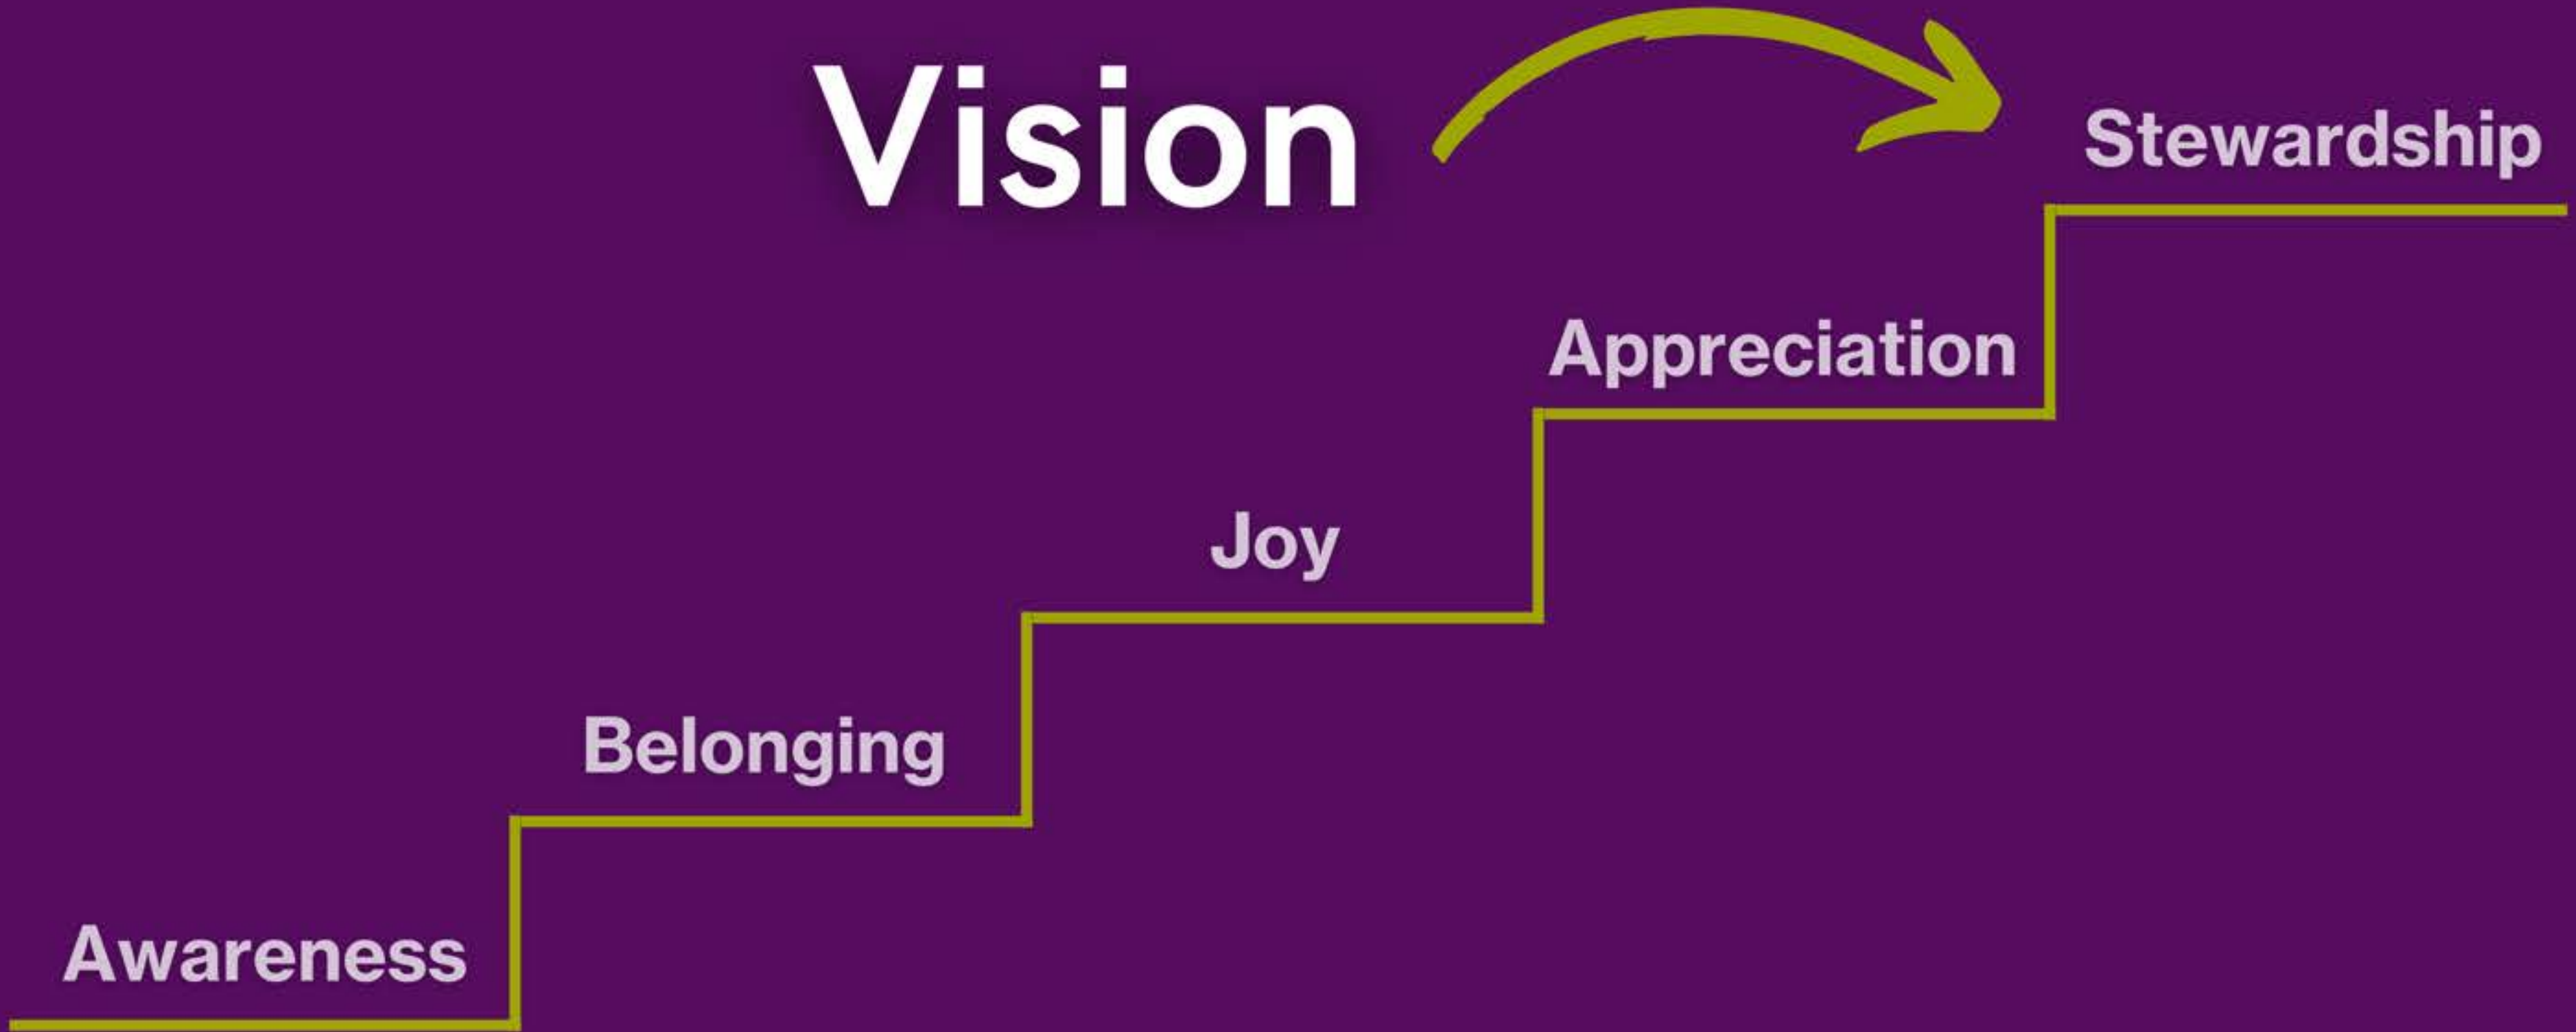 Vision
Stewardship
Appreciation
Joy
Belonging
Awareness